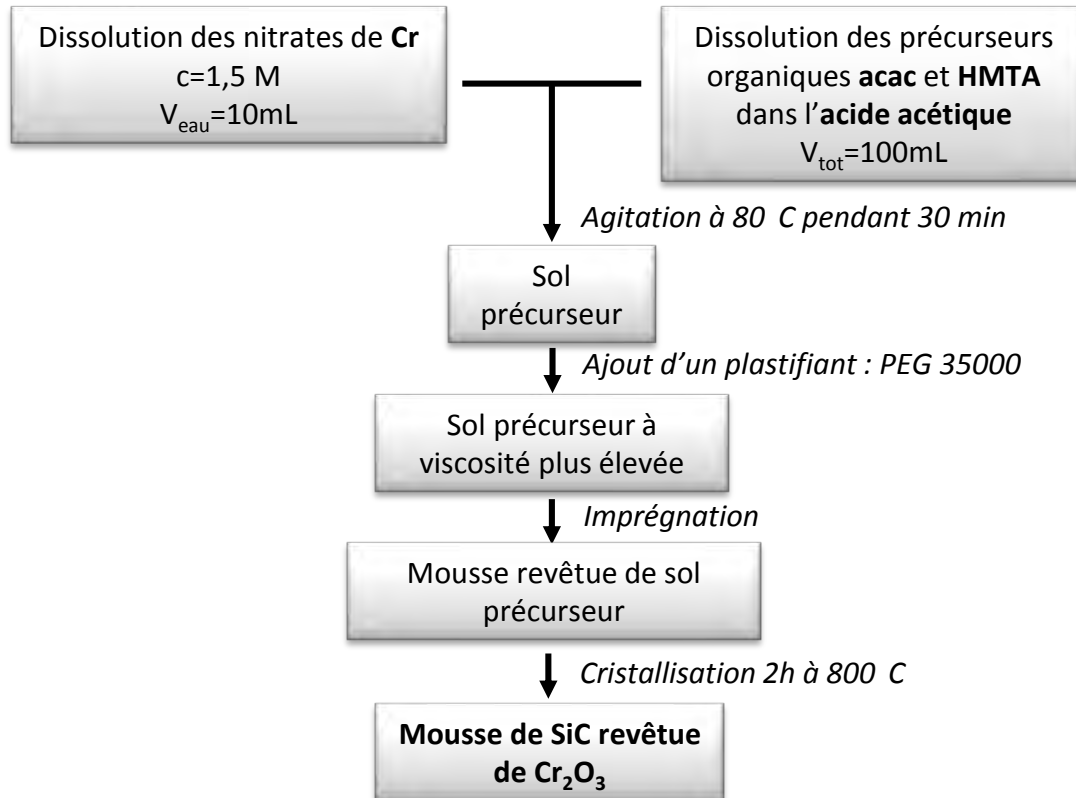 Dissolution des nitrates de Cr
c=1,5 M
Veau=10mL
Dissolution des précurseurs
organiques acac et HMTA
dans l'acide acétique
Vtot=100mL
Agitation à 80 C pendant 30 min
Sol
précurseur
Ajout d'un plastifiant : PEG 35000
Sol précurseur à
viscosité plus élevée
Imprégnation
Mousse revêtue de sol
précurseur
Cristallisation 2h à 800 C
Mousse de SiC revêtue
de Cr2O3